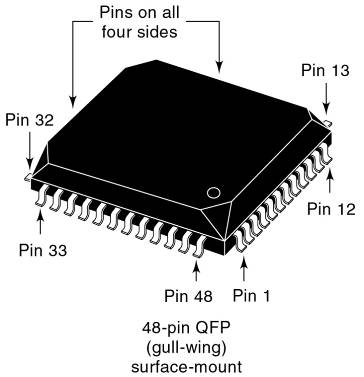 Pins on all
four sides
Pin 13
Pin 32
Pin 12
Pin 33
Pin 48
Pin 1
48-pin QFP
(gull-wing)
surface-mount